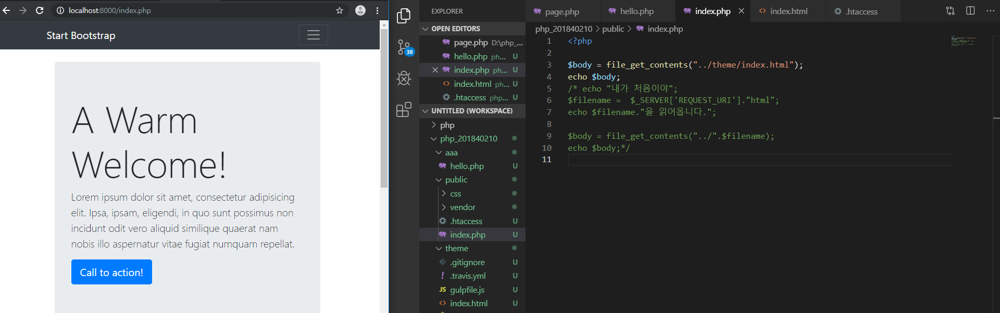 localhost:8000/index.php
Start Bootstrap
A Warm
Welcome!
Lorem ipsum dolor sit amet, consectetur adipisicing
elit. Ipsa, ipsam, eligendi, in quo sunt possimus non
incidunt odit vero aliquid similique quaerat nam
nobis illo aspernatur vitae fugiat numquam repellat.
Call to action!
38
EXPLORER
OPEN EDITORS
page.php D:\php_...
hello.php ph... U
index.php ph... U
index.html ph... U
.htaccess php... U
UNTITLED (WORKSPACE)
php
php_201840210
aaa
hello.php U
public
css
vendor
.htaccess U
index.php U
theme
.gitignore U
.travis.yml U
JS gulpfile.js U
index.html U
page.php
hello.php
index.php
index.html
.htaccess
php_201840210 > public > index.php
1 <?php
2
3 $body = file_get_contents("../theme/index.html");
4 echo $body;
5 /* echo "내가 처음이야";
6 $filename =  $_SERVER['REQUEST_URI']."html";
7 echo $filename."을 읽어옵니다.";
8
9 $body = file_get_contents("../".$filename);
10 echo $body;*/
11